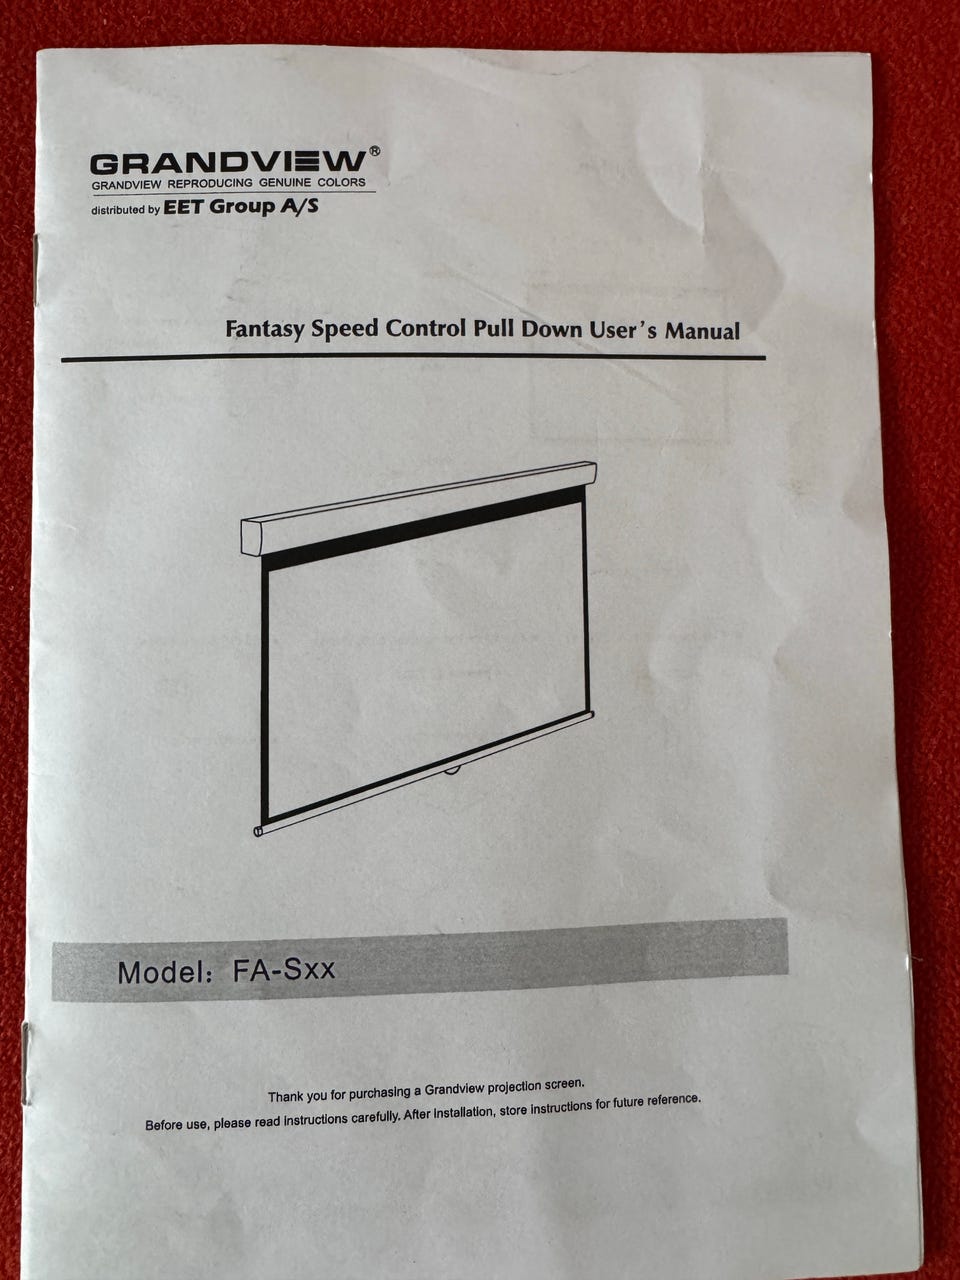 GRANDVIEW®
GRANDVIEW REPRODUCING GENUINE COLORS
distributed by EET Group A/S
Fantasy Speed Control Pull Down User's Manual
Model: FA-Sxx
Thank you for purchasing a Grandview projection screen.
Before use, please read instructions carefully. After Installation, store instructions for future reference.